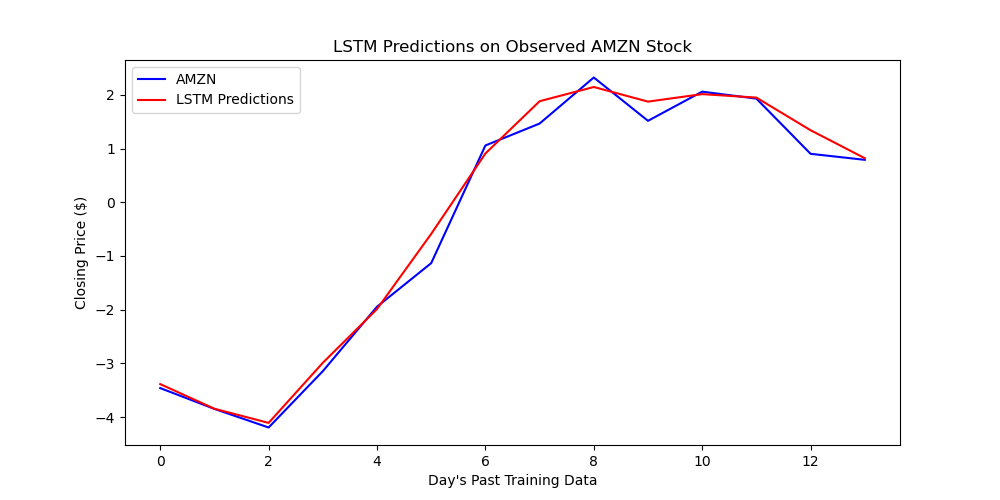 LSTM Predictions on Observed AMZN Stock
AMZN
LSTM Predictions
Closing Price ($)
2
1
0
−1
−2
−3
−4
0 2 4 6 8 10 12
Day's Past Training Data